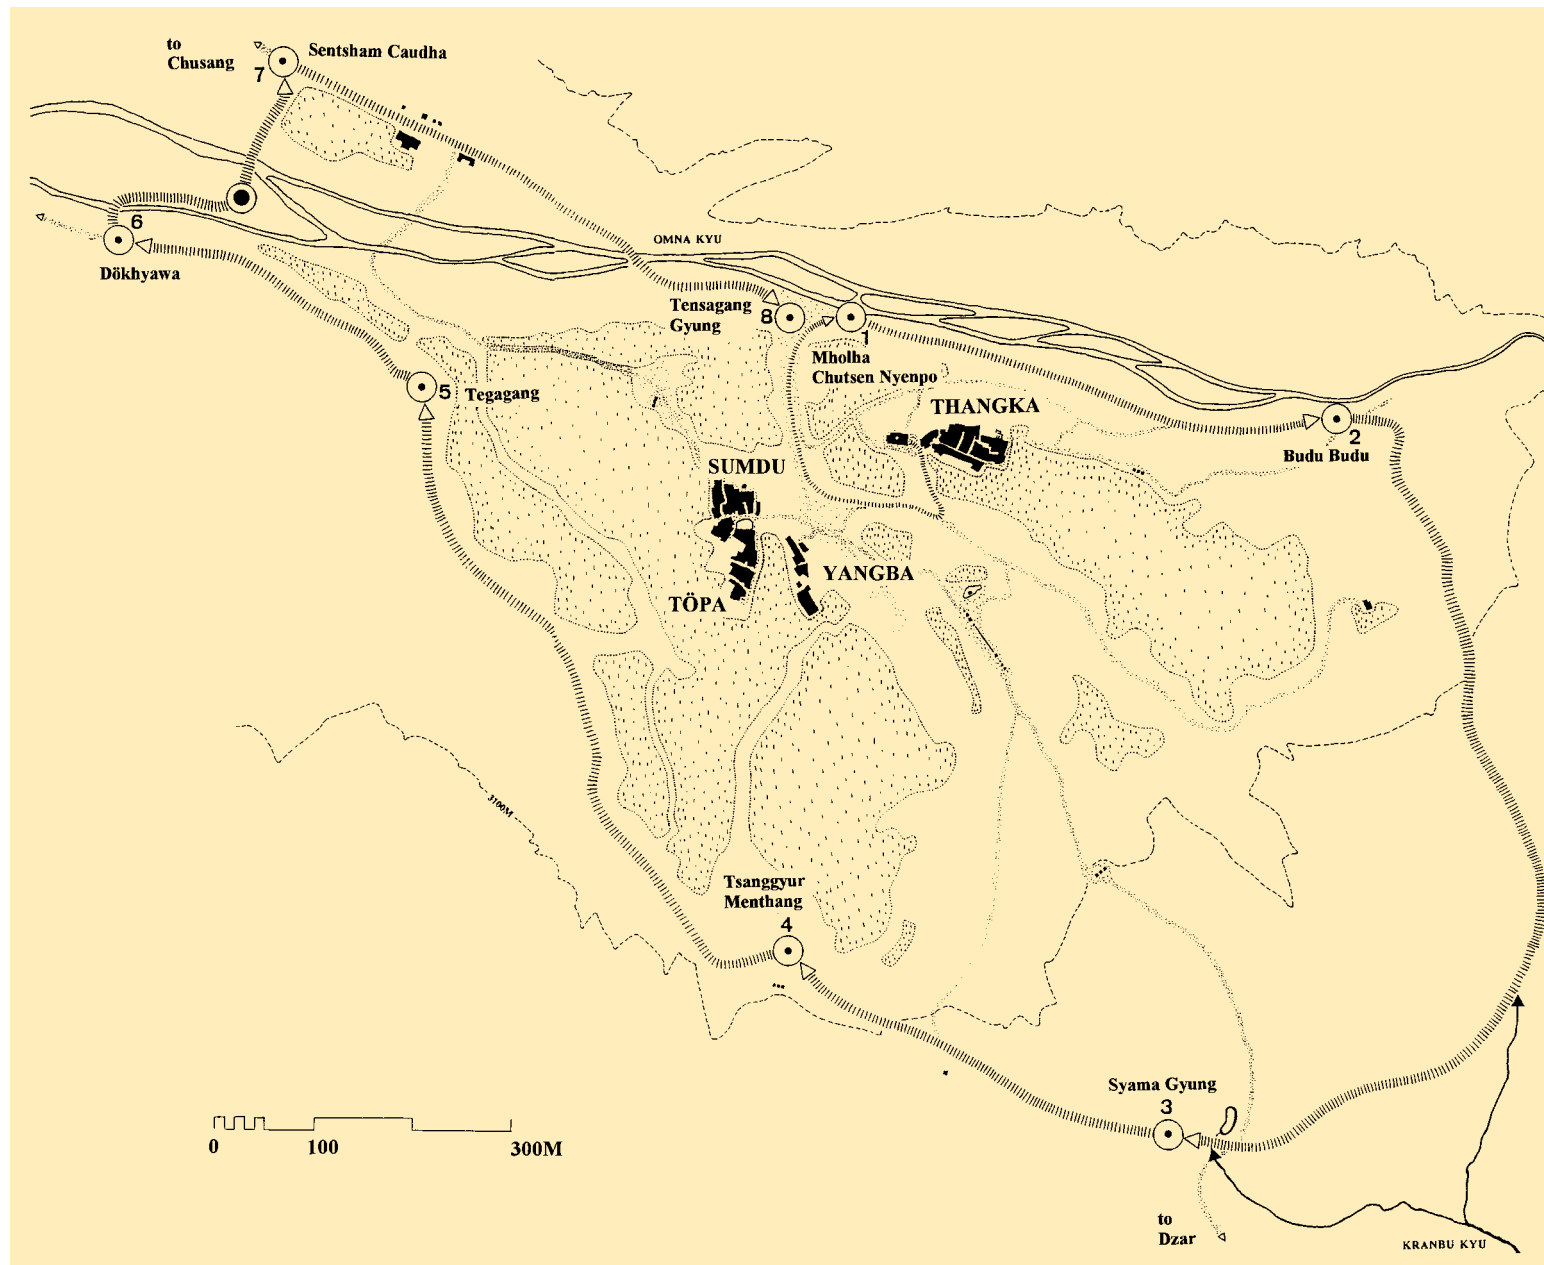 to
Chusang
7
Sentsham Caudha
6
Dökhyawa
OMNA KYU
Tensagang
Gyung
8
1
Mholha
Chutsen Nyenpo
5
Tegagang
THANGKA
2
Budu Budu
SUMDU
YANGBA
TÖPA
3100M
Tsanggyur
Menthang
4
Syama Gyung
3
0
100
300M
to
Dzar
KRANBU KYU